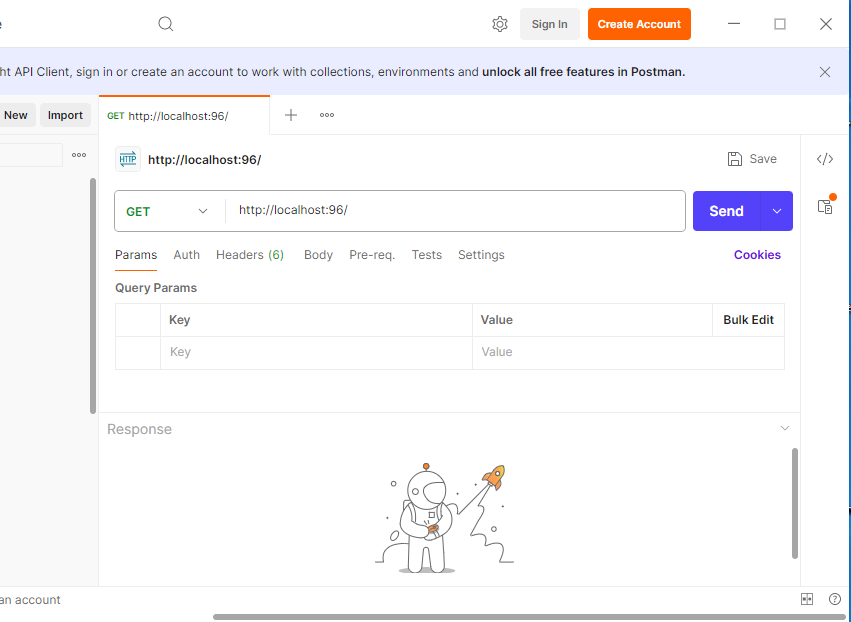 e
Sign In
Create Account
ht API Client, sign in or create an account to work with collections, environments and unlock all free features in Postman.
New
Import
GET http://localhost:96/
HTTP
http://localhost:96/
Save
GET
http://localhost:96/
Send
Params
Auth
Headers (6)
Body
Pre-req.
Tests
Settings
Cookies
Query Params
Key
Value
Bulk Edit
Key
Value
Response
an account